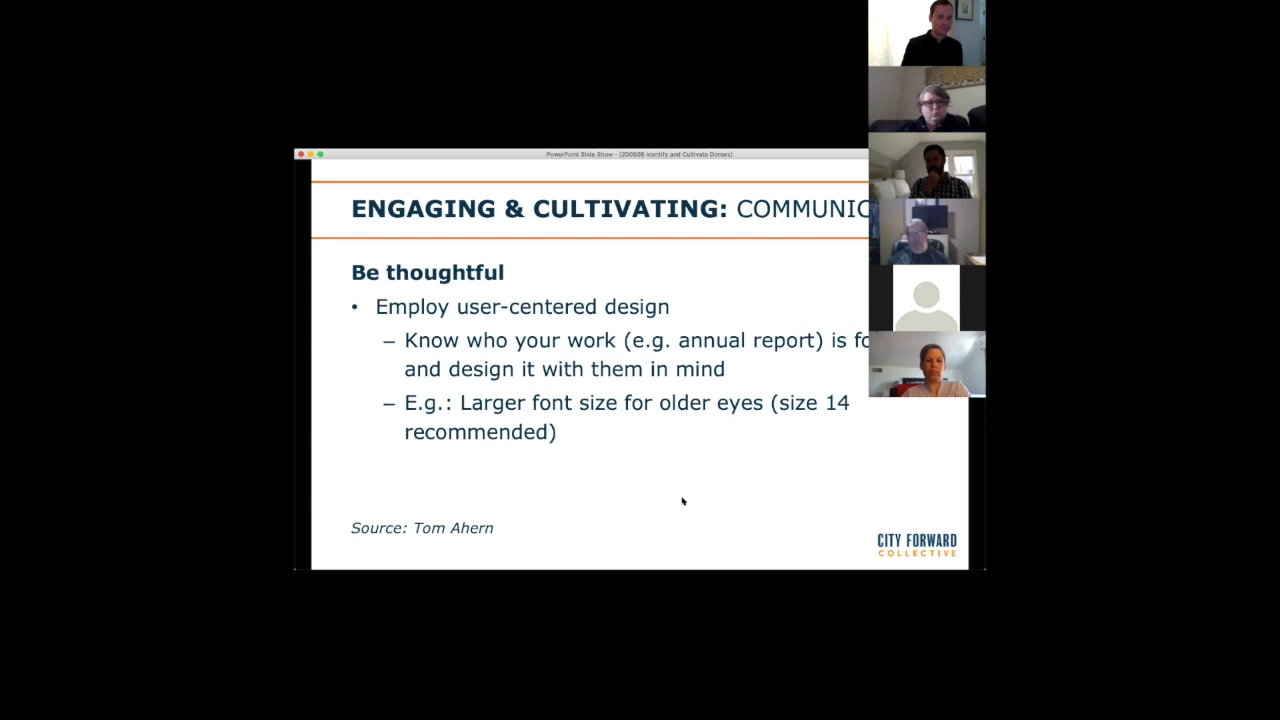 PowerPoint Slide Show - [200606 Identify and Cultivate Donors]
ENGAGING & CULTIVATING: COMMUNIC
Be thoughtful
• Employ user-centered design
– Know who your work (e.g. annual report) is fo
and design it with them in mind
– E.g.: Larger font size for older eyes (size 14
recommended)
Source: Tom Ahern
CITY FORWARD
COLLECTIVE